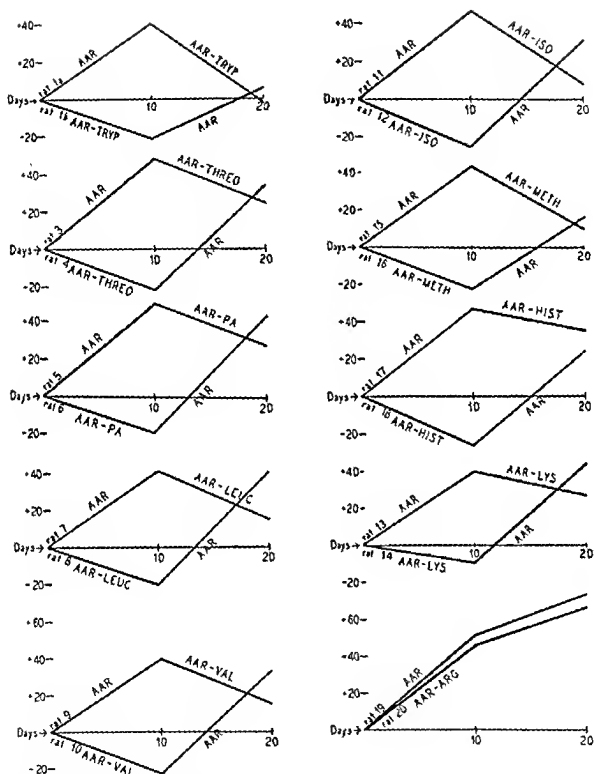 +40
AAR
AAR-TRYP
+20
rat 1a
Days→
10
20
rat 1b AAR-TRYP
AAR
-20
+40
AAR
AAR-THREO
+20
rat 3
Days→
10
20
rat 4 AAR-THREO
AAR
-20
+40
AAR
AAR-PA
+20
rat 5
Days→
10
20
rat 6
AAR-PA
AAR
-20
+40
AAR
AAR-LEUC
+20
rat 7
Days→
10
20
rat 8 AAR-LEUC
AAR
-20
+40
AAR
AAR-VAL
+20
rat 9
Days→
10
20
rat 10 AAR-VAL
AAR
-20
+40
AAR
AAR-ISO
+20
rat 11
Days→
10
20
rat 12 AAR-ISO
AAR
-20
+40
AAR
AAR-METH
+20
rat 15
Days→
10
20
rat 16 AAR-METH
AAR
-20
+40
AAR
AAR-HIST
+20
rat 17
Days→
10
20
rat 18 AAR-HIST
AAR
-20
+40
AAR
AAR-LYS
+20
rat 13
Days→
10
20
rat 14 AAR-LYS
AAR
-20
+60
+40
AAR
AAR-ARG
+20
rat 19
rat 20
Days→
10
20